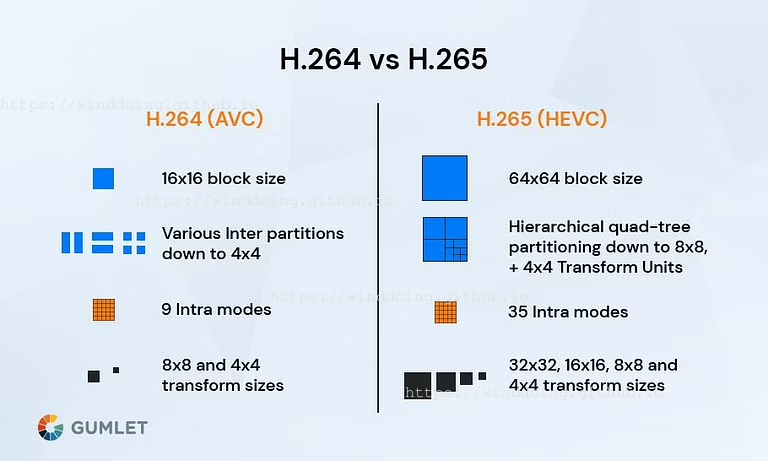 H.264 vs H.265
https://winddoing.github.io
H.264 (AVC)
H.265 (HEVC)
16x16 block size
64x64 block size
https://winddoing.github.io
Various Inter partitions
down to 4x4
Hierarchical quad-tree
partitioning down to 8x8,
+ 4x4 Transform Units
https://winddoing.github.io
9 Intra modes
35 Intra modes
8x8 and 4x4
transform sizes
32x32, 16x16, 8x8 and
4x4 transform sizes
https://winddoing.github.io
GUMLET